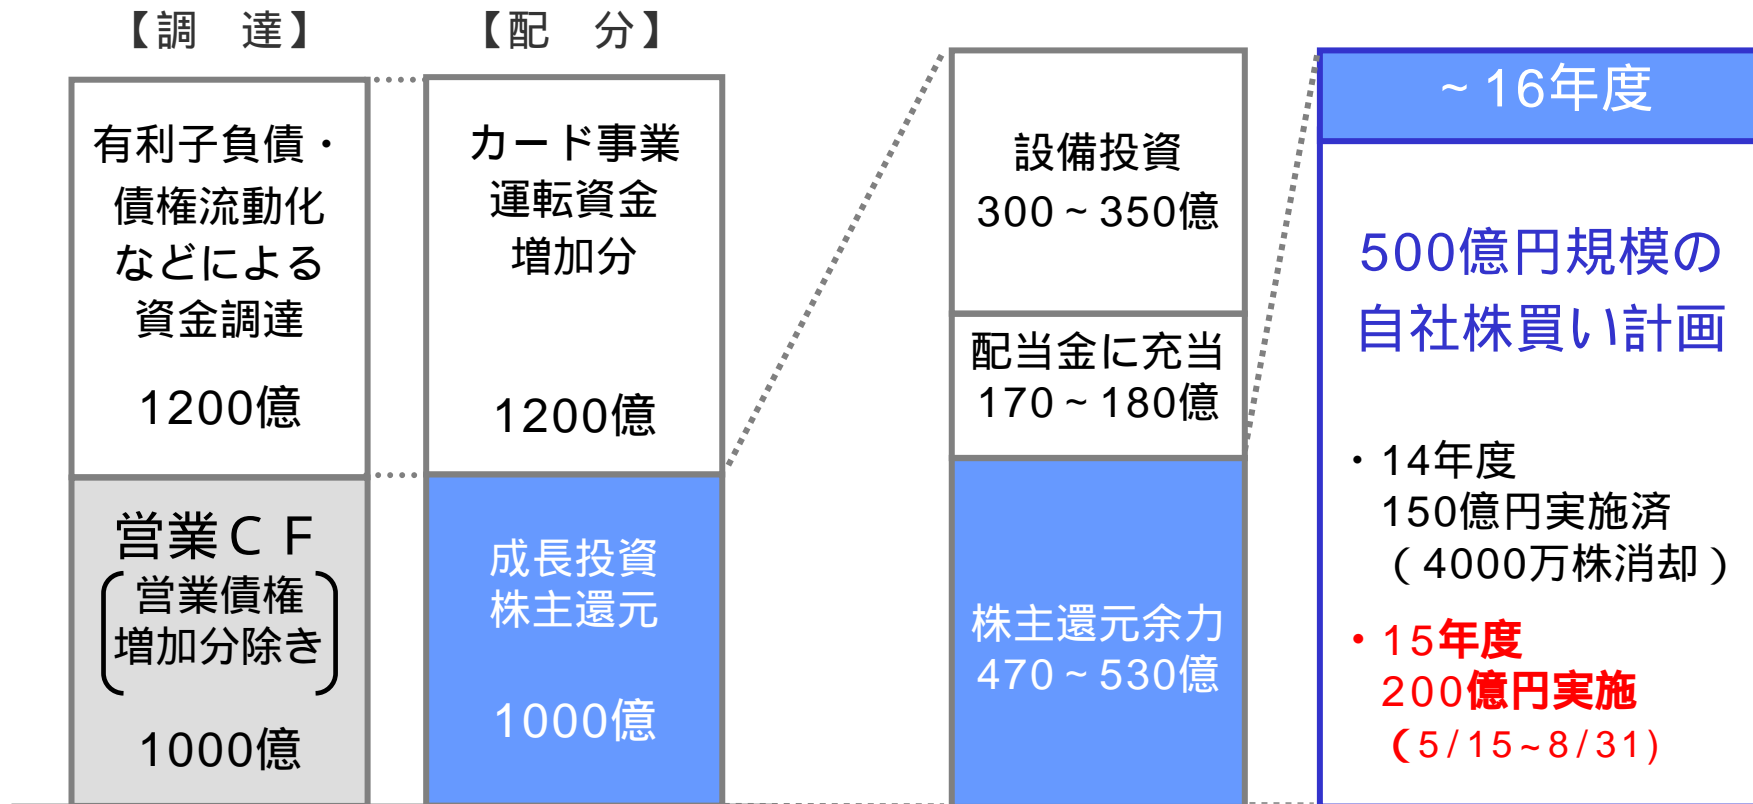 【調　達】
有利子負債・
債権流動化
などによる
資金調達
1200億
営業ＣＦ
営業債権
増加分除き
1000億
【配　分】
カード事業
運転資金
増加分
1200億
成長投資
株主還元
1000億
設備投資
300～350億
配当金に充当
170～180億
株主還元余力
470～530億
~16年度
500億円規模の
自社株買い計画
・14年度
150億円実施済
（4000万株消却）
・15年度
200億円実施
(5/15~8/31)